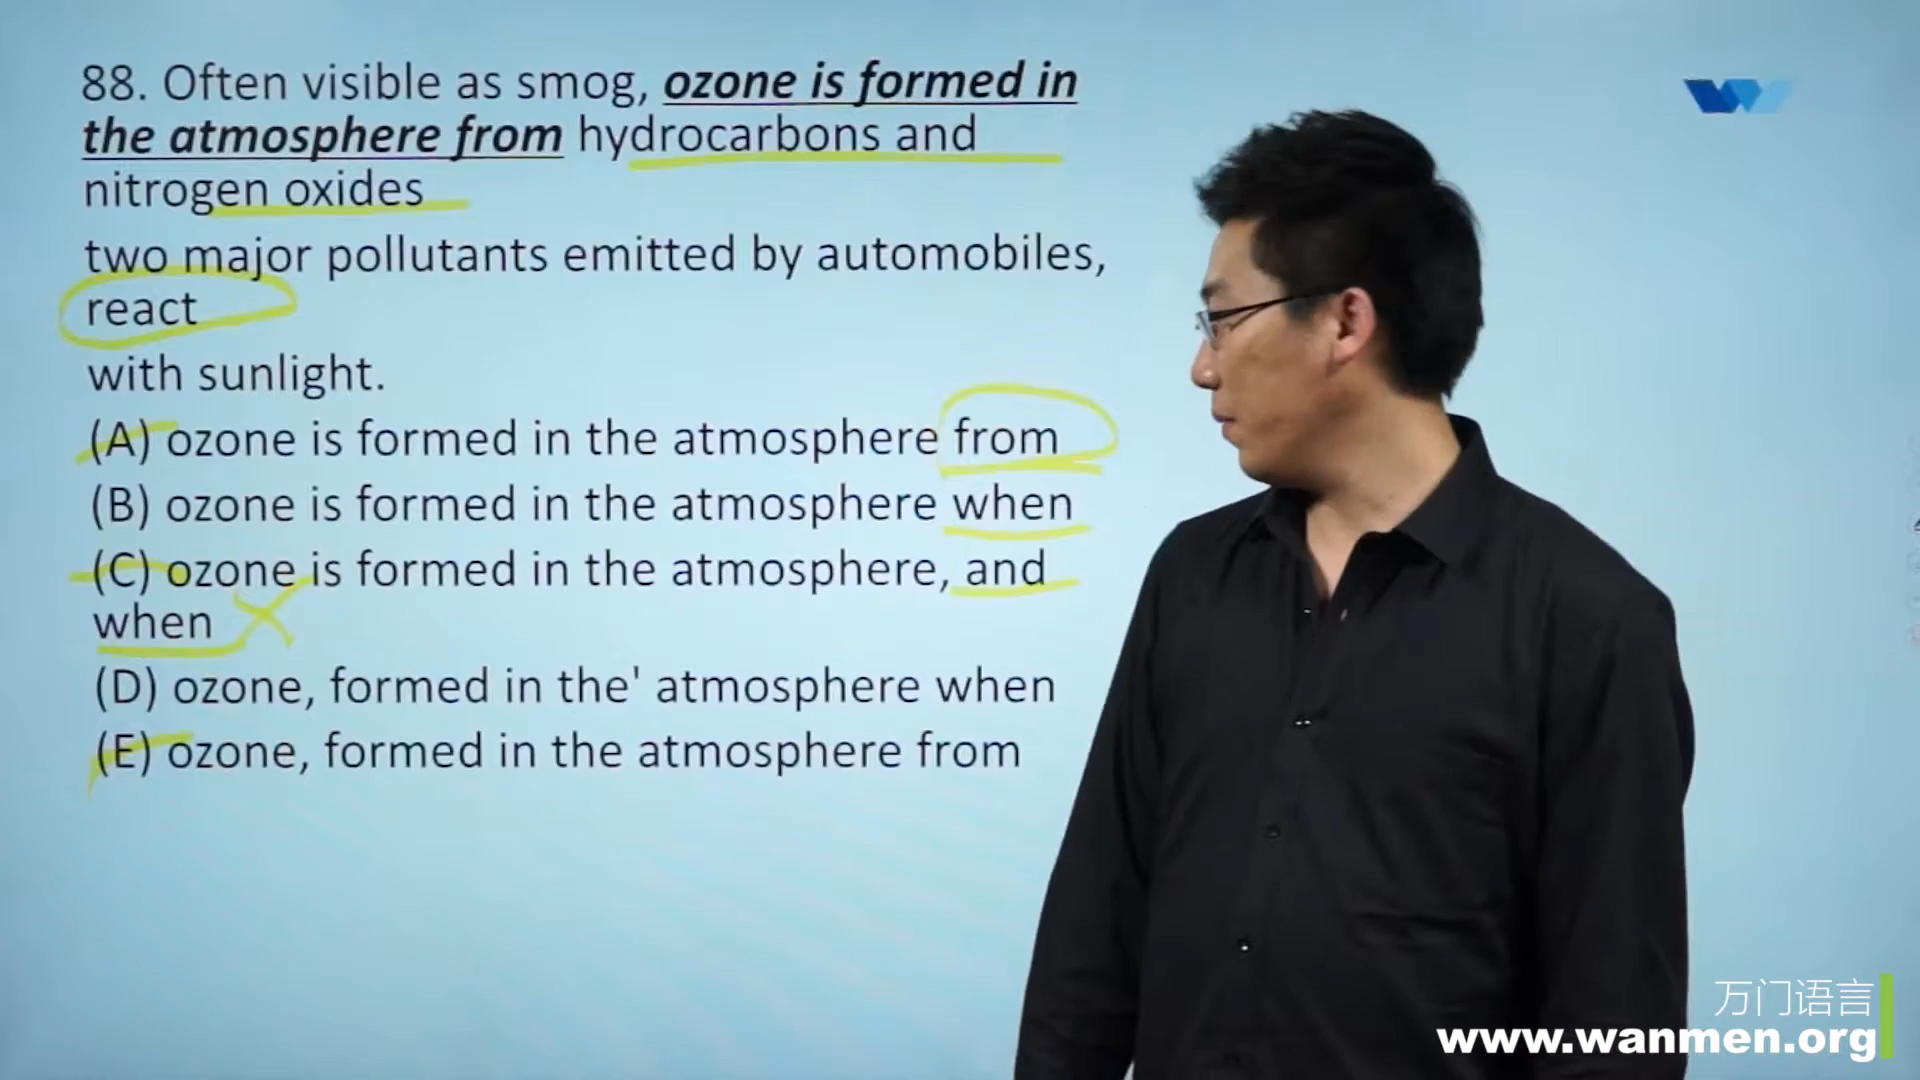 88. Often visible as smog, ozone is formed in
the atmosphere from hydrocarbons and
nitrogen oxides
two major pollutants emitted by automobiles,
react
with sunlight.
(A) ozone is formed in the atmosphere from
(B) ozone is formed in the atmosphere when
(C) ozone is formed in the atmosphere, and
when
(D) ozone, formed in the' atmosphere when
(E) ozone, formed in the atmosphere from
万门语言
www.wanmen.org